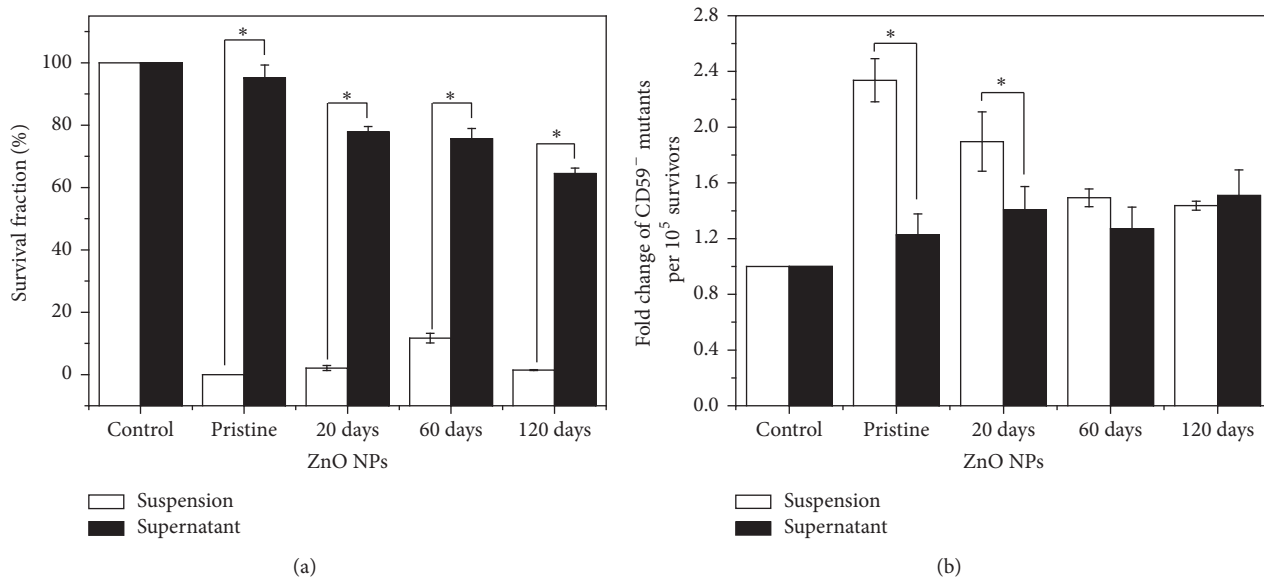 Survival fraction (%)
100
80
60
40
20
0
*
*
*
*
Control
Pristine
20 days
60 days
120 days
ZnO NPs
Suspension
Supernatant
(a)
Fold change of CD59⁻ mutants
per 10⁵ survivors
2.8
2.4
2.0
1.6
1.2
0.8
0.4
0.0
*
*
Control
Pristine
20 days
60 days
120 days
ZnO NPs
Suspension
Supernatant
(b)